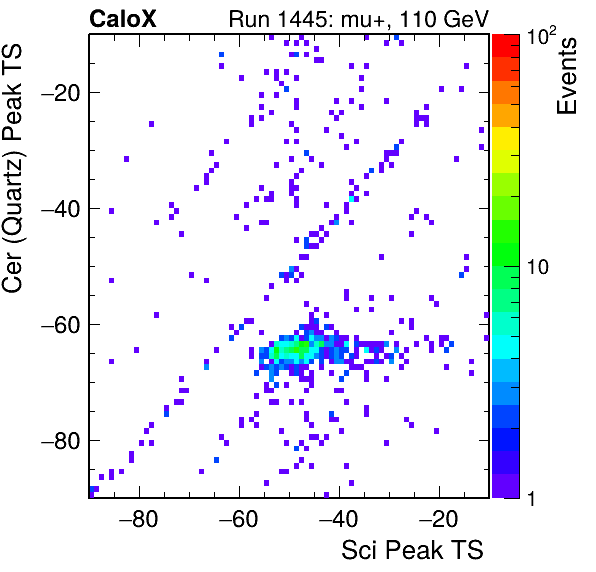 CaloX Run 1445: mu+, 110 GeV
Cer (Quartz) Peak TS
−20
−40
−60
−80
−80 −60 −40 −20
Sci Peak TS
10²
10
1
Events